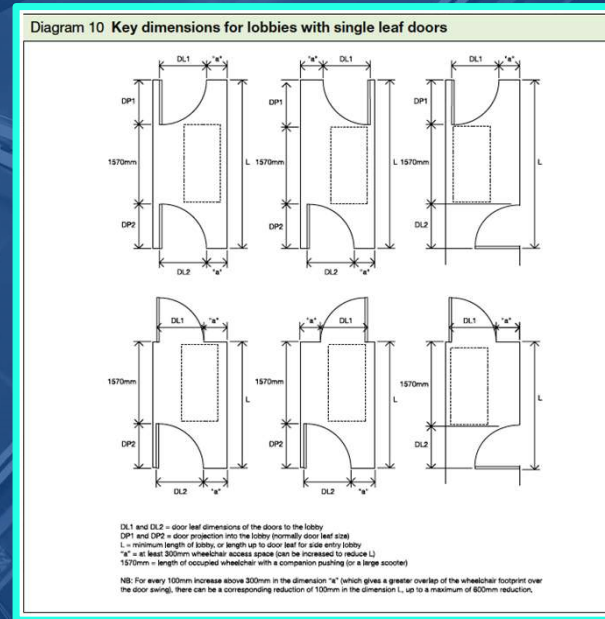 Diagram 10 Key dimensions for lobbies with single leaf doors
DL1 "a" "a" DL1 DL1 "a"
DP1 DP1 DP1
1570mm L 1570mm L 1570mm L
DP2 DP2 DL2
DL2 "a" DL2 "a"
DL1 "a" "a" DL1 DL1 "a"
1570mm L 1570mm L 1570mm L
DP2 DP2 DL2
DL2 "a" DL2 "a"
DL1 and DL2 = door leaf dimensions of the doors to the lobby
DP1 and DP2 = door projection into the lobby (normally door leaf size)
L = minimum length of lobby, or length up to door leaf for side entry lobby
"a" = at least 300mm wheelchair access space (can be increased to reduce L)
1570mm = length of occupied wheelchair with a companion pushing (or a large scooter)
NB: For every 100mm increase above 300mm in the dimension "a" (which gives a greater overlap of the wheelchair footprint over
the door swing), there can be a corresponding reduction of 100mm in the dimension L, up to a maximum of 600mm reduction.